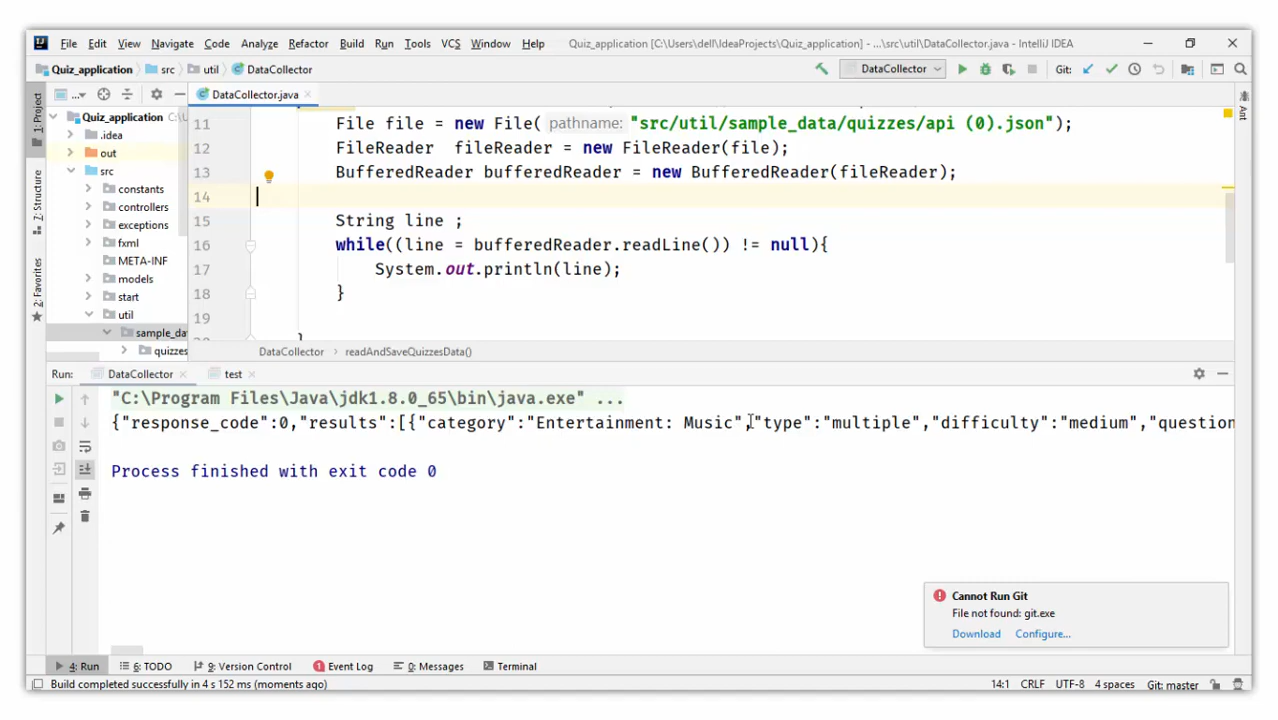 File Edit View Navigate Code Analyze Refactor Build Run Tools VCS Window Help Quiz_application [C:\Users\dell\IdeaProjects\Quiz_application] - ...\src\util\DataCollector.java - IntelliJ IDEA
Quiz_application src util DataCollector DataCollector Git:
1: Project ... DataCollector.java Ant
Quiz_application C:\U
.idea
out
src
constants
controllers
exceptions
fxml
META-INF
models
start
util
sample_da
quizzes
Z: Structure
2: Favorites
11 File file = new File( pathname: "src/util/sample_data/quizzes/api (0).json");
12 FileReader fileReader = new FileReader(file);
13 BufferedReader bufferedReader = new BufferedReader(fileReader);
14
15 String line ;
16 while((line = bufferedReader.readLine()) != null){
17 System.out.println(line);
18 }
19
DataCollector readAndSaveQuizzesData()
Run: DataCollector test
"C:\Program Files\Java\jdk1.8.0_65\bin\java.exe" ...
{"response_code":0,"results":[{"category":"Entertainment: Music","type":"multiple","difficulty":"medium","question
Process finished with exit code 0
Cannot Run Git
File not found: git.exe
Download Configure...
4: Run 6: TODO 9: Version Control 1 Event Log 0: Messages Terminal
Build completed successfully in 4 s 152 ms (moments ago) 14:1 CRLF UTF-8 4 spaces Git: master